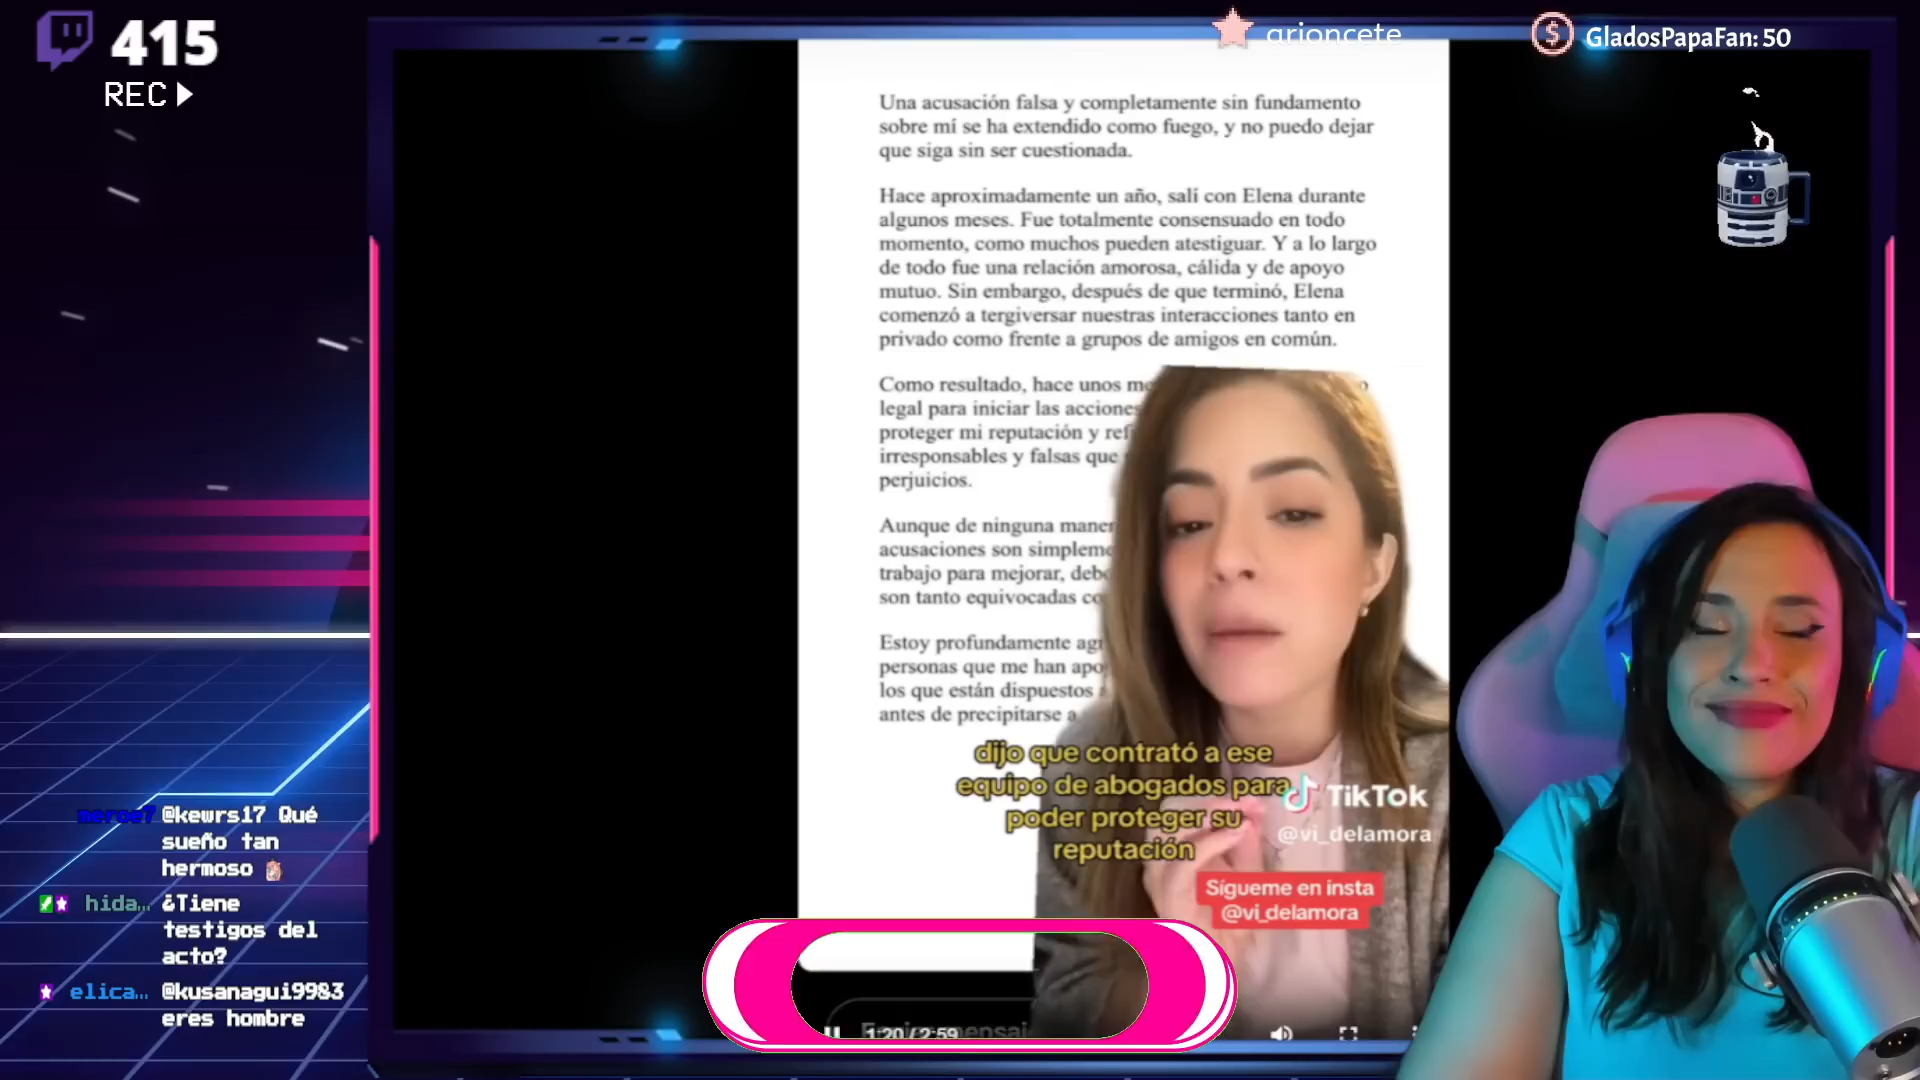 415
REC
arioncete
GladosPapaFan: 50
Una acusación falsa y completamente sin fundamento
sobre mí se ha extendido como fuego, y no puedo dejar
que siga sin ser cuestionada.
Hace aproximadamente un año, salí con Elena durante
algunos meses. Fue totalmente consensuado en todo
momento, como muchos pueden atestiguar. Y a lo largo
de todo fue una relación amorosa, cálida y de apoyo
mutuo. Sin embargo, después de que terminó, Elena
comenzó a tergiversar nuestras interacciones tanto en
privado como frente a grupos de amigos en común.
Como resultado, hace unos
legal para iniciar las acciones
proteger mi reputación y
irresponsables y falsas que
perjuicios.
Aunque de ninguna
acusaciones son
trabajo para mejorar,
son tanto equivocadas
Estoy profundamente
personas que me han
los que están dispuestos
antes de precipitarse a
dijo que contrató a ese
equipo de abogados para
poder proteger su
reputación
TikTok
@vi_delamora
Sígueme en insta
@vi_delamora
1:20 / 2:59
meroe7 @kewrs17 Qué
sueño tan
hermoso
hida... ¿Tiene
testigos del
acto?
elica... @kusanagui9983
eres hombre